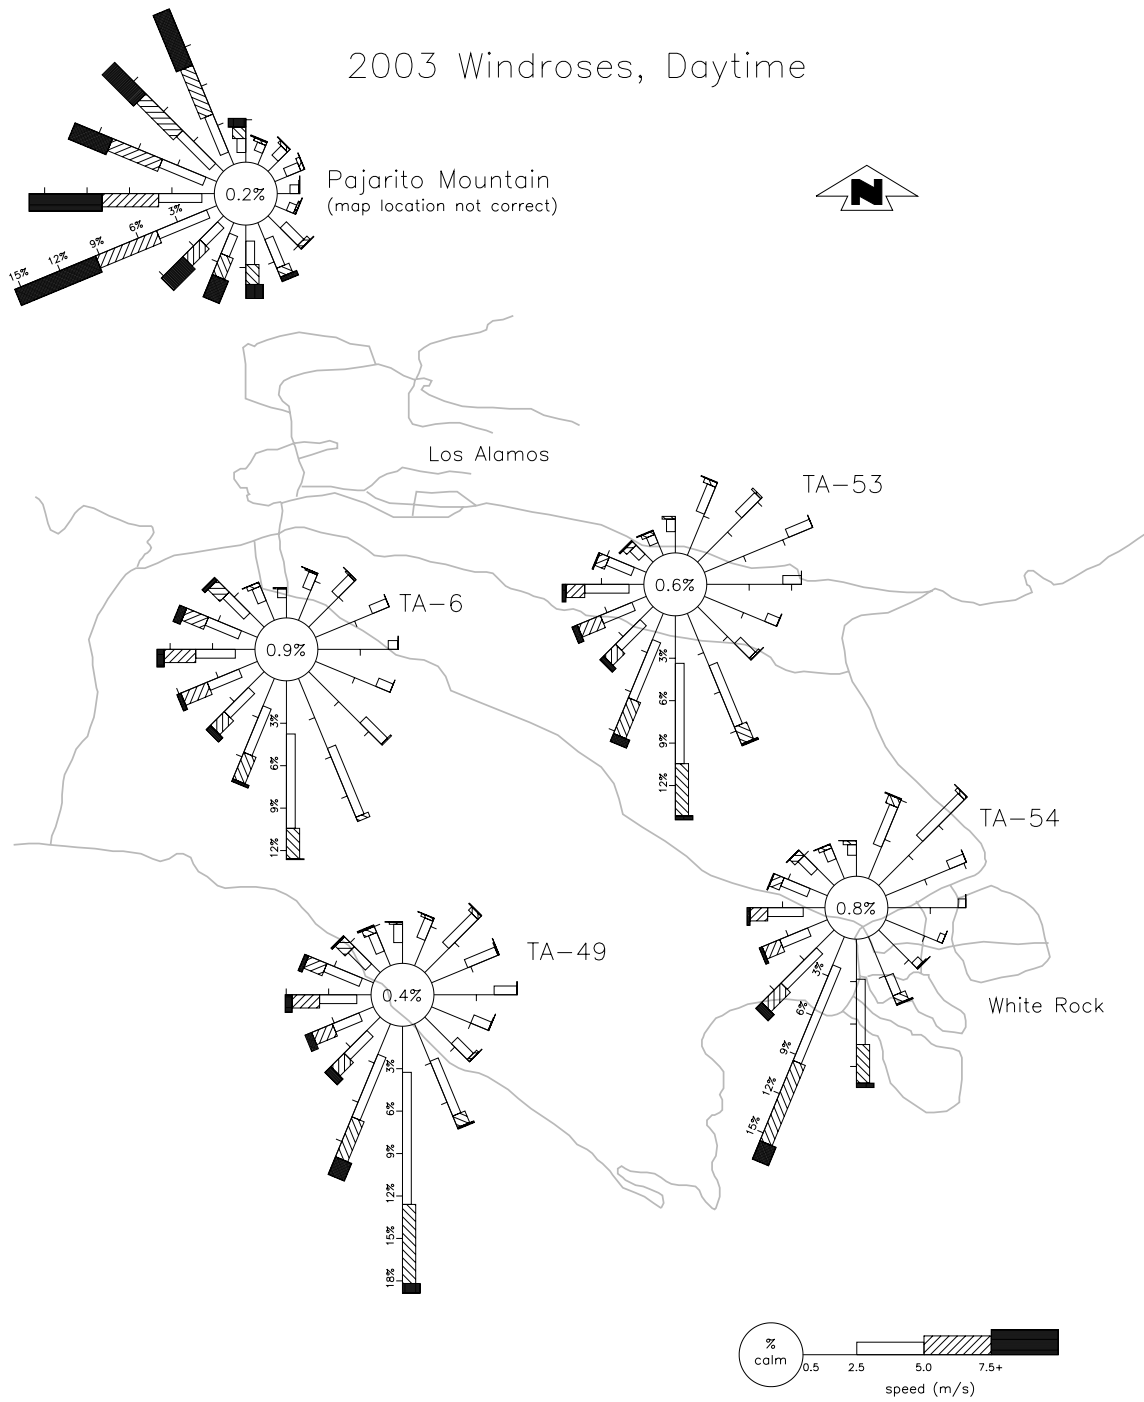 2003 Windroses, Daytime
Pajarito Mountain
(map location not correct)
N
0.2%
3%
6%
9%
12%
15%
Los Alamos
TA-53
0.6%
3%
6%
9%
12%
TA-6
0.9%
3%
6%
9%
12%
TA-54
0.8%
3%
6%
9%
12%
15%
TA-49
0.4%
3%
6%
9%
12%
15%
18%
White Rock
%
calm
0.5 2.5 5.0 7.5+
speed (m/s)